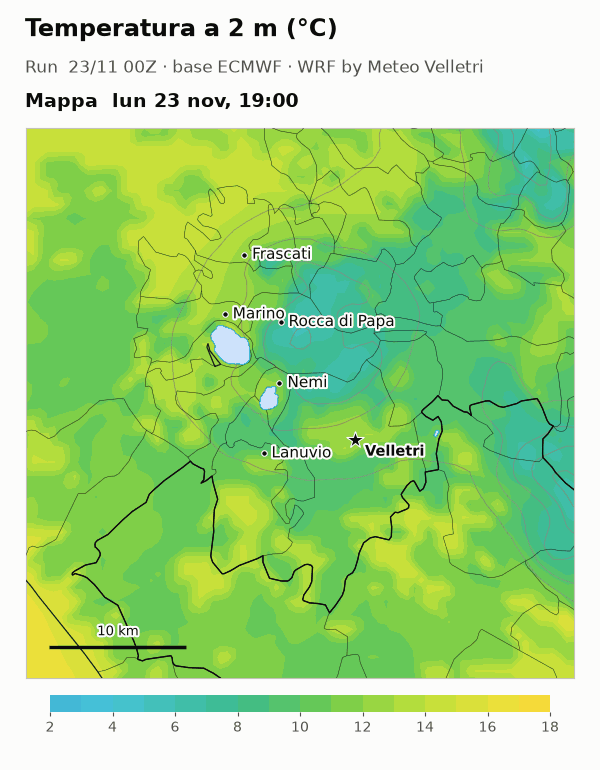 Temperatura a 2 m (°C)
Run  23/11 00Z · base ECMWF · WRF by Meteo Velletri
Mappa  lun 23 nov, 19:00
Frascati
Marino
Rocca di Papa
Nemi
Velletri
Lanuvio
10 km
2 4 6 8 10 12 14 16 18